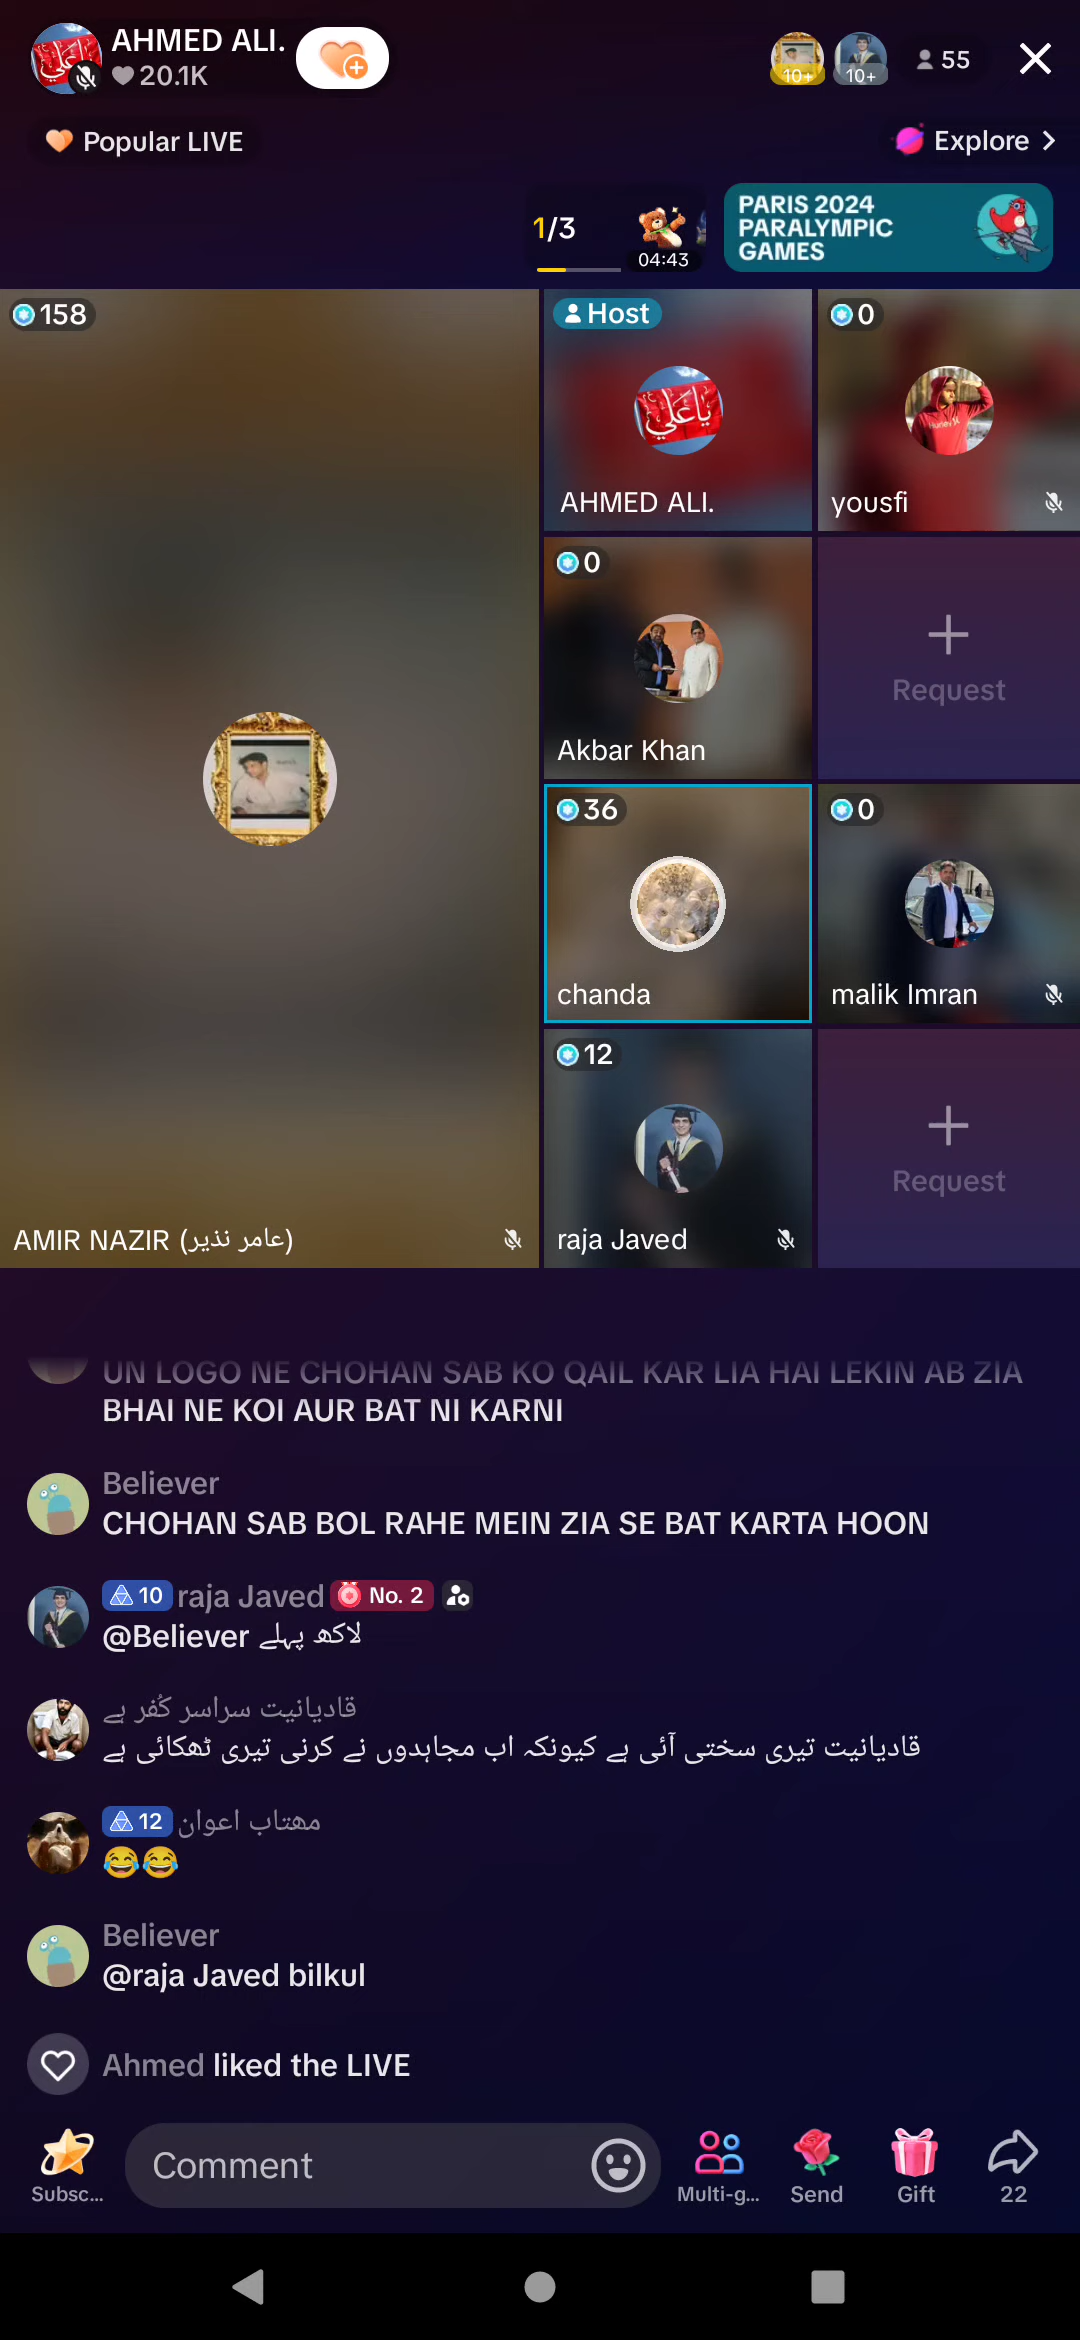 AHMED ALI.
20.1K
10+
10+
55
Popular LIVE
Explore
1/3
04:43
PARIS 2024
PARALYMPIC
GAMES
158
Host
0
یاعلی
AHMED ALI.
yousfi
0
Request
Akbar Khan
36
0
chanda
malik Imran
12
Request
AMIR NAZIR (عامر نذیر)
raja Javed
UN LOGO NE CHOHAN SAB KO QAIL KAR LIA HAI LEKIN AB ZIA
BHAI NE KOI AUR BAT NI KARNI
Believer
CHOHAN SAB BOL RAHE MEIN ZIA SE BAT KARTA HOON
10 raja Javed No. 2
@Believer لاکھ پہلے
قادیانیت سراسر کُفر ہے
قادیانیت تیری سختی آئی ہے کیونکہ اب مجاہدوں نے کرنی تیری ٹھکائی ہے
12 مهتاب اعوان
😂😂
Believer
@raja Javed bilkul
Ahmed liked the LIVE
Subsc...
Comment
Multi-g...
Send
Gift
22